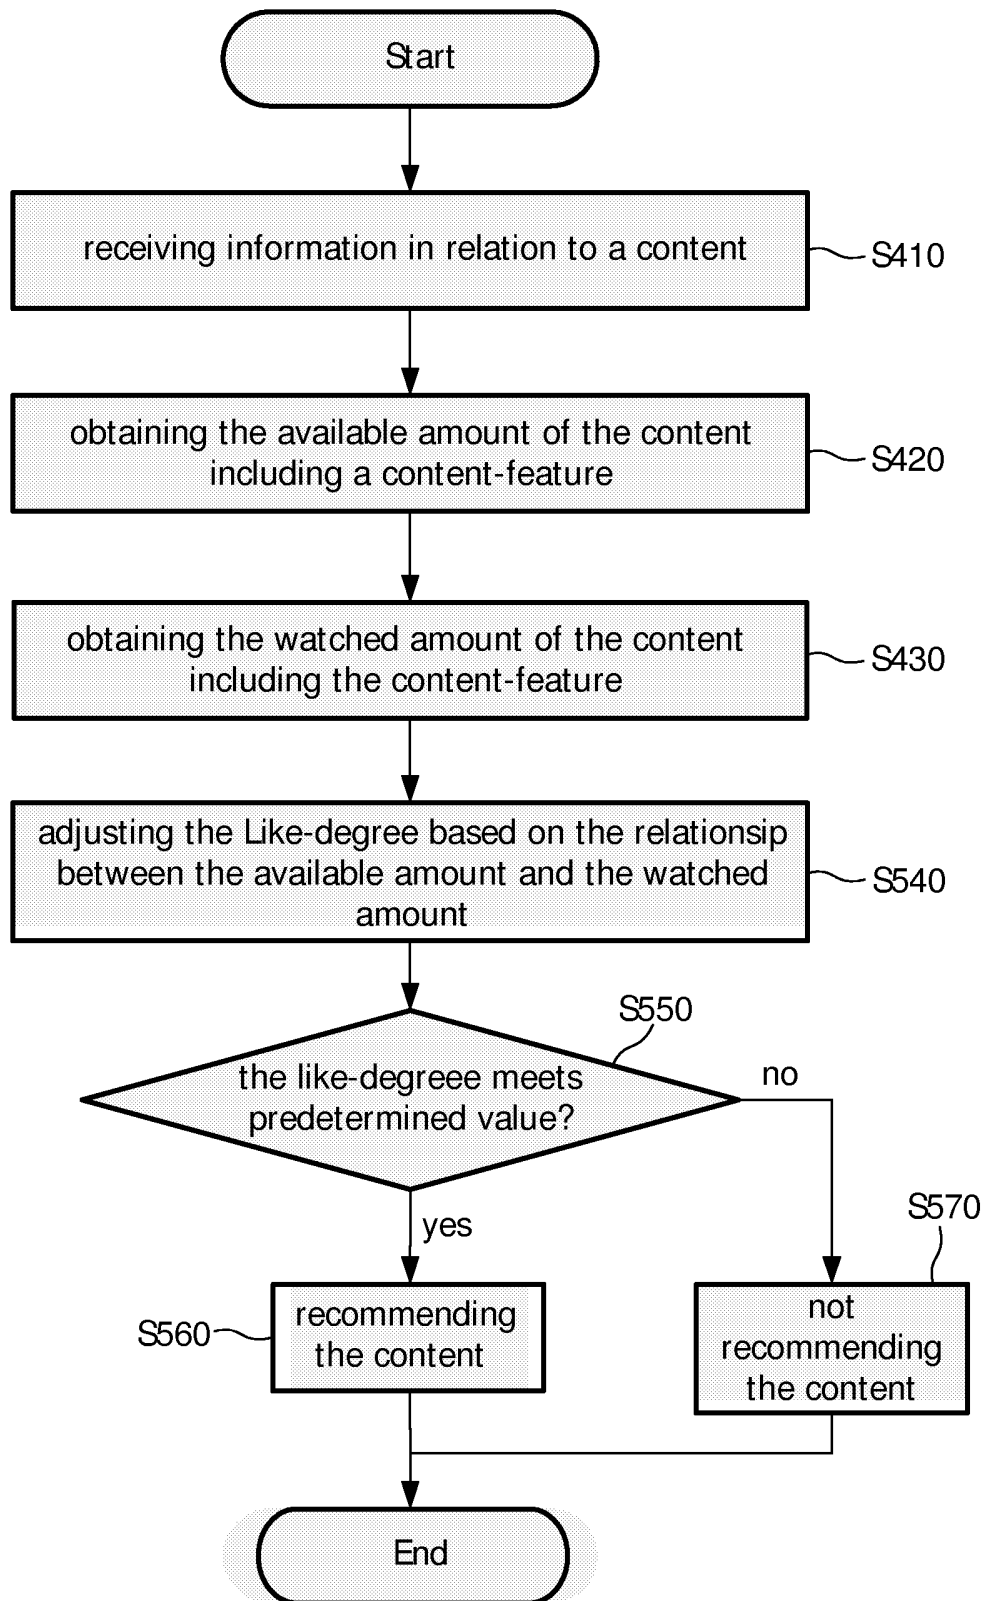 Start
receiving information in relation to a content
S410
obtaining the available amount of the content
including a content-feature
S420
obtaining the watched amount of the content
including the content-feature
S430
adjusting the Like-degree based on the relationsip
between the available amount and the watched
amount
S540
S550
the like-degreee meets
predetermined value?
no
yes
S570
S560
recommending
the content
not
recommending
the content
End